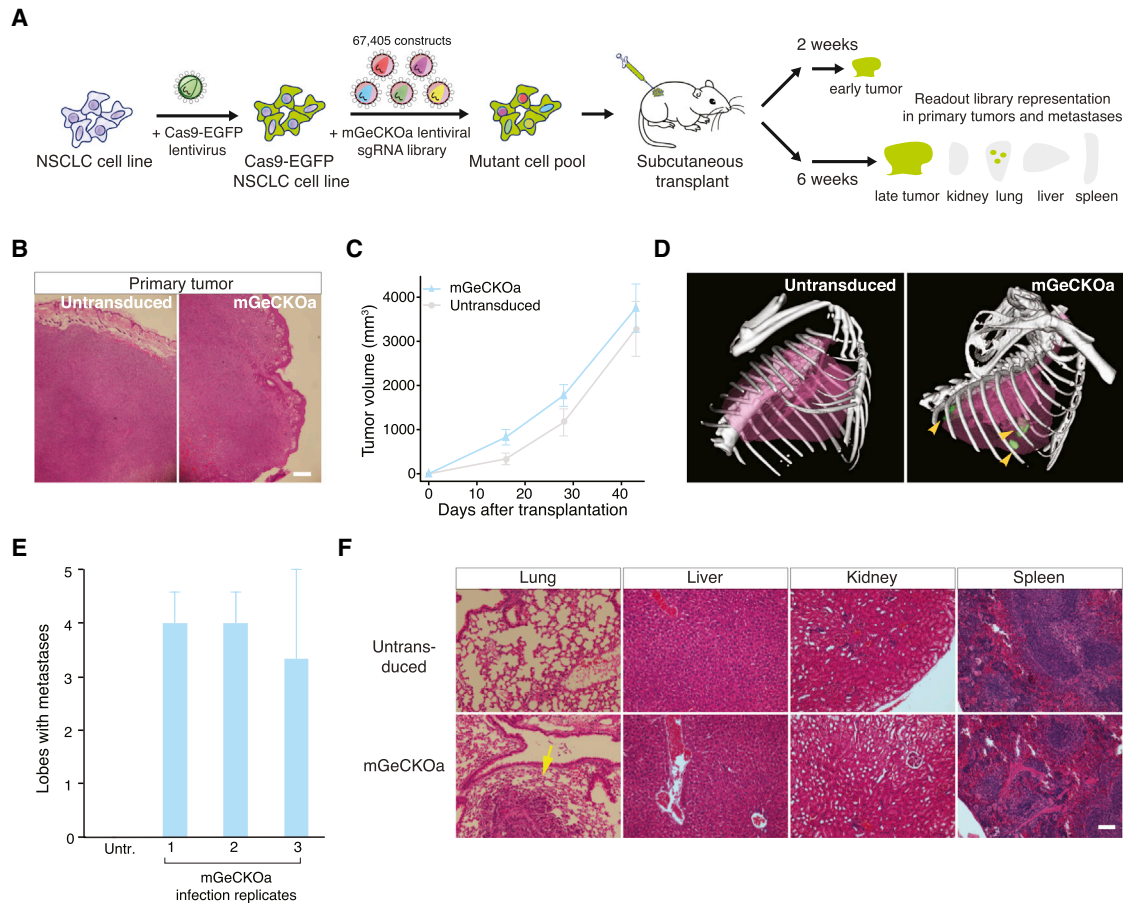 A
67,405 constructs
+ Cas9-EGFP
lentivirus
+ mGeCKOa lentiviral
sgRNA library
NSCLC cell line
Cas9-EGFP
NSCLC cell line
Mutant cell pool
Subcutaneous
transplant
2 weeks
early tumor
Readout library representation
in primary tumors and metastases
6 weeks
late tumor
kidney
lung
liver
spleen
B
Primary tumor
Untransduced
mGeCKOa
C
mGeCKOa
Untransduced
Tumor volume (mm³)
4000
3000
2000
1000
0
0
10
20
30
40
Days after transplantation
D
Untransduced
mGeCKOa
E
Lobes with metastases
5
4
3
2
1
0
Untr.
1
2
3
mGeCKOa
infection replicates
F
Lung
Liver
Kidney
Spleen
Untrans-
duced
mGeCKOa